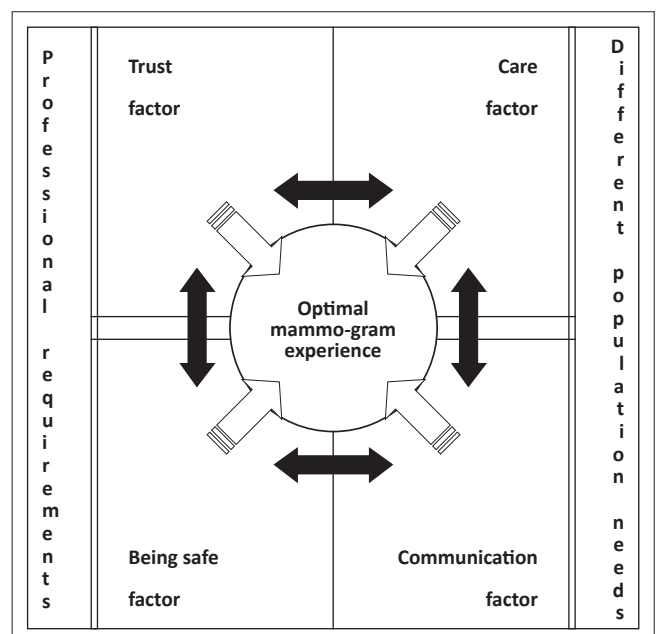 Professional requirements
Trust
factor
Care
factor
Different population needs
Optimal
mammo-gram
experience
Being safe
factor
Communication
factor